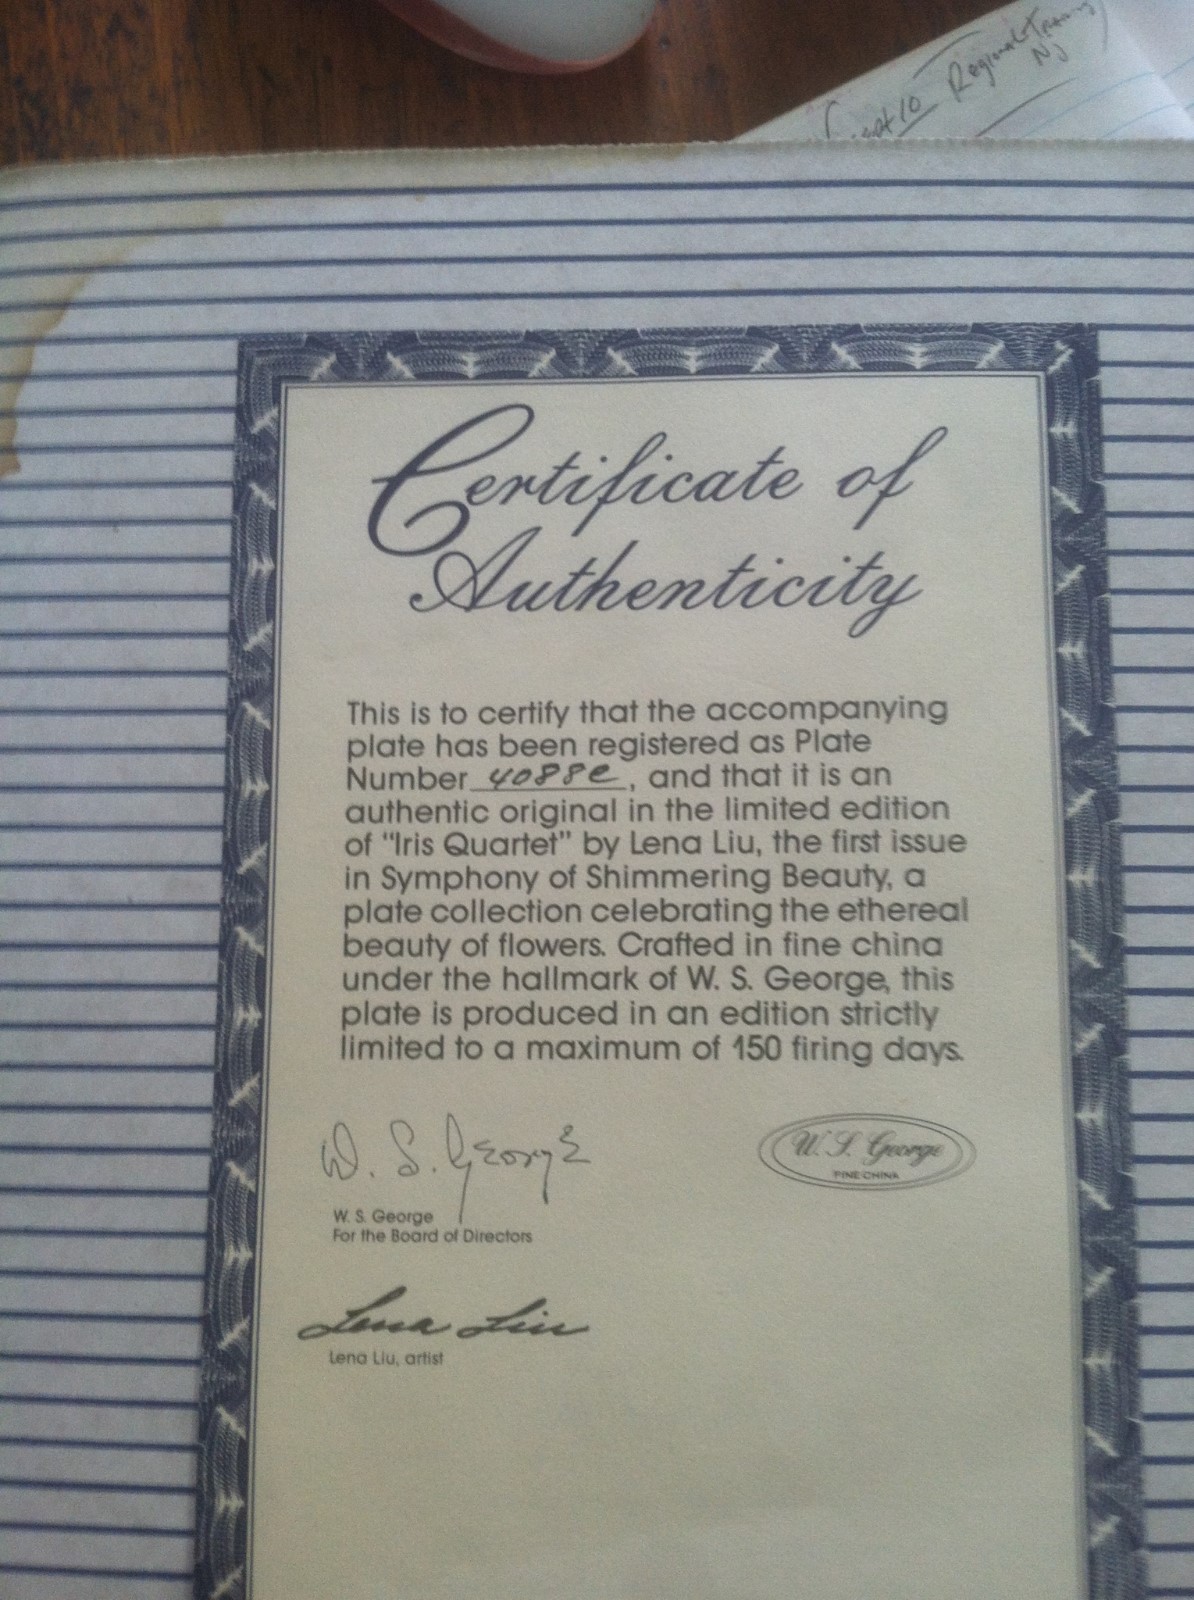 Sept 10 Regional Training
NJ
Certificate of
Authenticity
This is to certify that the accompanying
plate has been registered as Plate
Number 4088e, and that it is an
authentic original in the limited edition
of "Iris Quartet" by Lena Liu, the first issue
in Symphony of Shimmering Beauty, a
plate collection celebrating the ethereal
beauty of flowers. Crafted in fine china
under the hallmark of W. S. George, this
plate is produced in an edition strictly
limited to a maximum of 150 firing days.
W. S. George
W. S. George
FINE CHINA
W. S. George
For the Board of Directors
Lena Liu
Lena Liu, artist